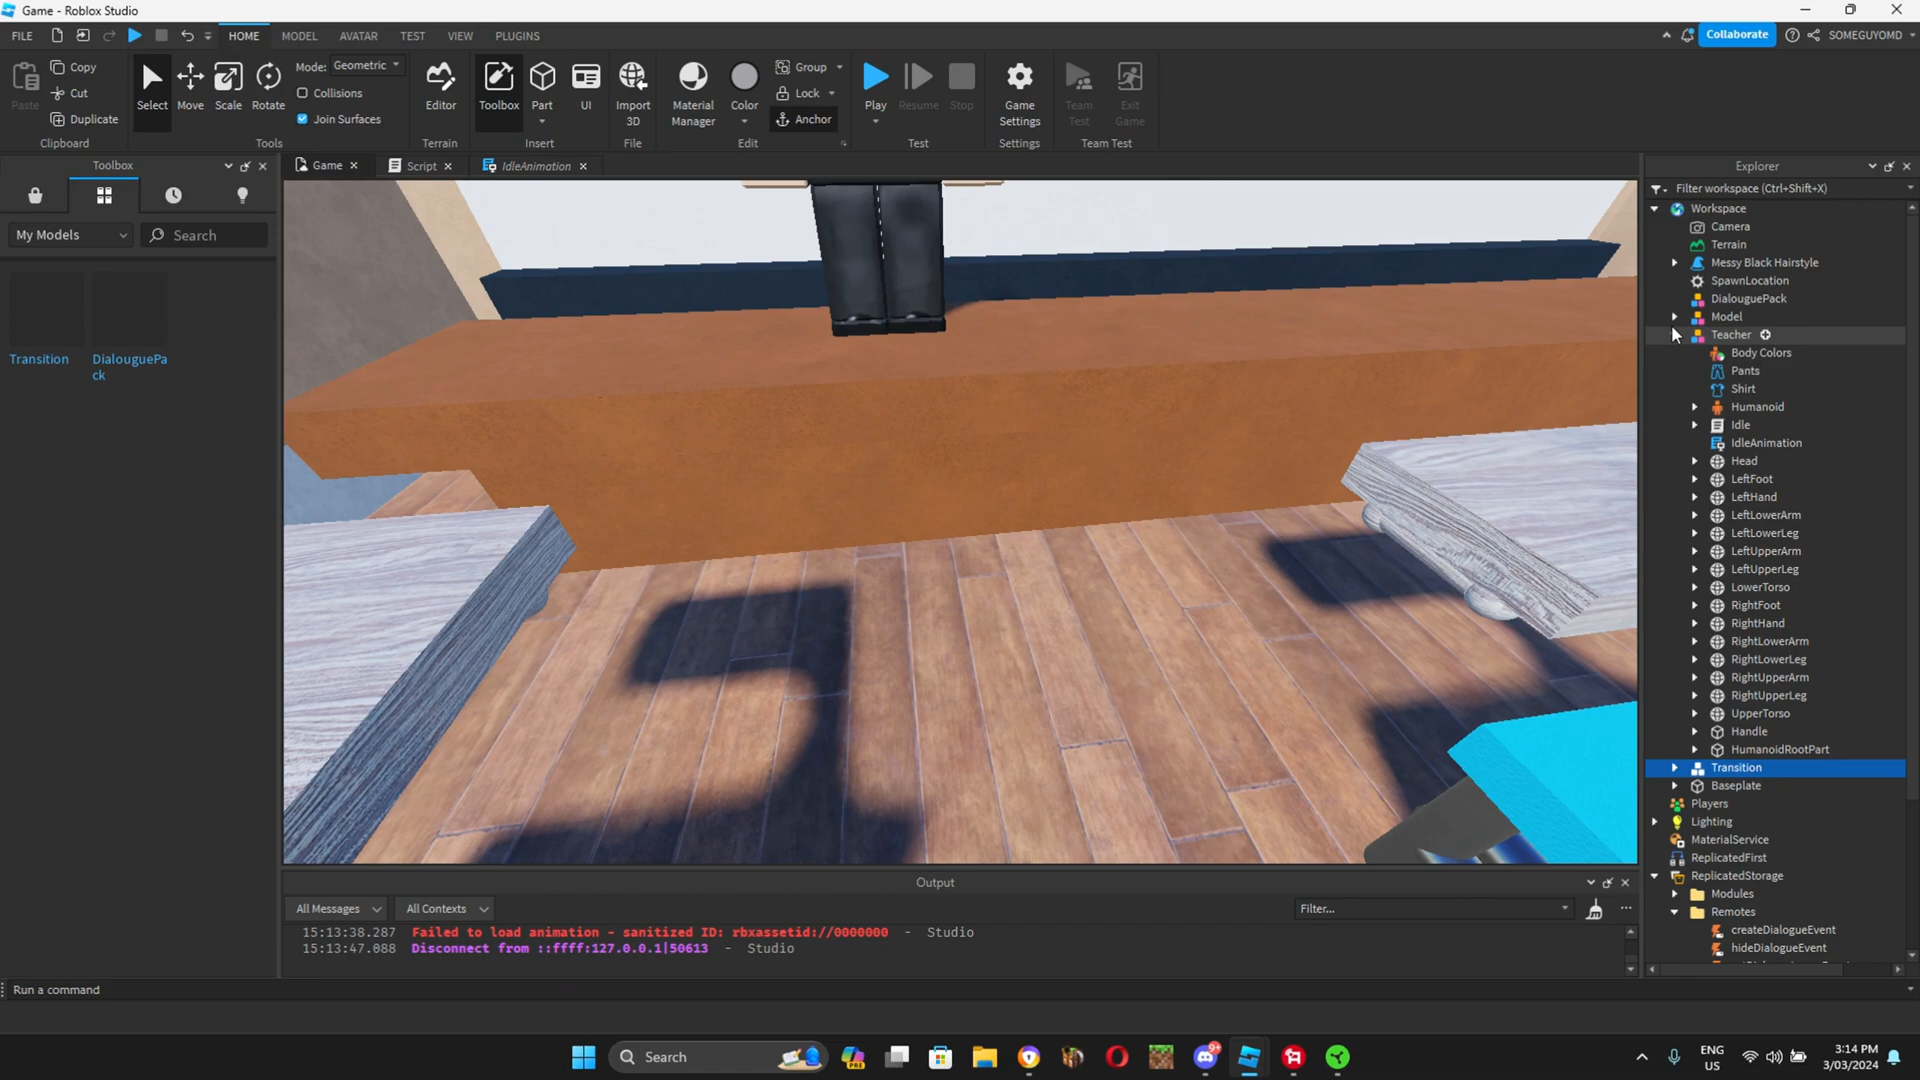 Game - Roblox Studio
FILE
HOME
MODEL
AVATAR
TEST
VIEW
PLUGINS
Collaborate
SOMEGUYOMD
Paste
Copy
Cut
Duplicate
Clipboard
Select
Move
Scale
Rotate
Mode: Geometric
Collisions
Join Surfaces
Tools
Editor
Terrain
Toolbox
Part
UI
Insert
Import 3D
File
Material Manager
Color
Group
Lock
Anchor
Edit
Play
Resume
Stop
Test
Game Settings
Settings
Team Test
Exit Game
Team Test
Toolbox
My Models
Search
Transition
DialouguePa
ck
Game
Script
IdleAnimation
Explorer
Filter workspace (Ctrl+Shift+X)
Workspace
Camera
Terrain
Messy Black Hairstyle
SpawnLocation
DialouguePack
Model
Teacher
Body Colors
Pants
Shirt
Humanoid
Idle
IdleAnimation
Head
LeftFoot
LeftHand
LeftLowerArm
LeftLowerLeg
LeftUpperArm
LeftUpperLeg
LowerTorso
RightFoot
RightHand
RightLowerArm
RightLowerLeg
RightUpperArm
RightUpperLeg
UpperTorso
Handle
HumanoidRootPart
Transition
Baseplate
Players
Lighting
MaterialService
ReplicatedFirst
ReplicatedStorage
Modules
Remotes
createDialogueEvent
hideDialogueEvent
Output
All Messages
All Contexts
Filter...
15:13:38.287 Failed to load animation - sanitized ID: rbxassetid://0000000 - Studio
15:13:47.088 Disconnect from ::ffff:127.0.0.1|50613 - Studio
Run a command
Search
PRE
9+
ENG
US
3:14 PM
3/03/2024